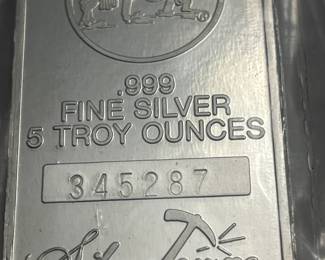 .999
FINE SILVER
5 TROY OUNCES
345287